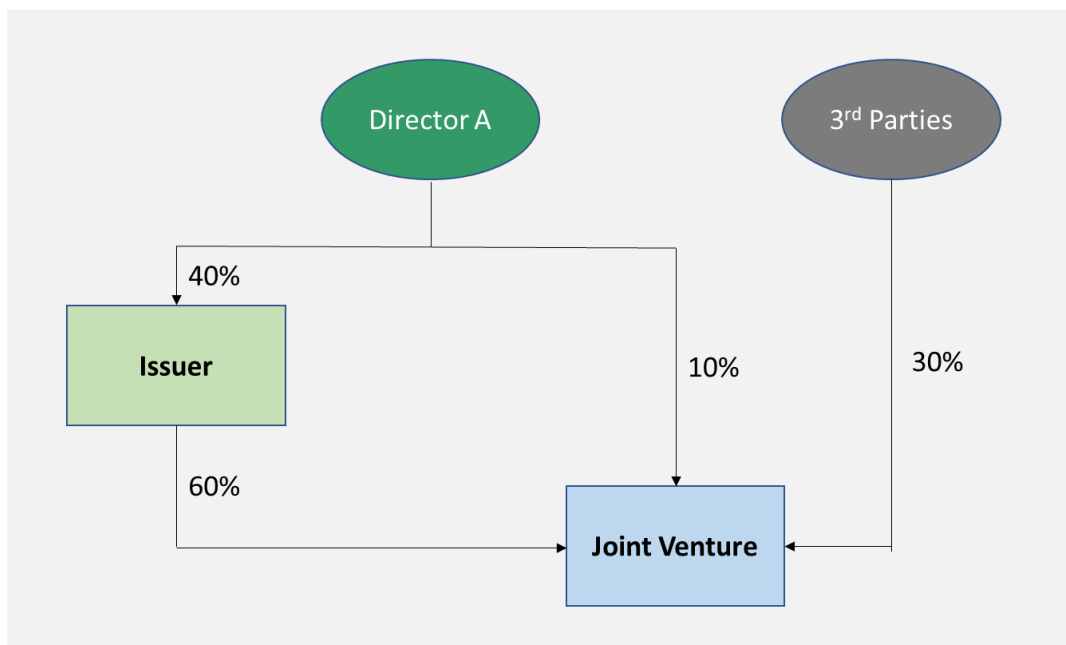 Director A
3rd Parties
40%
Issuer
10%
30%
60%
Joint Venture